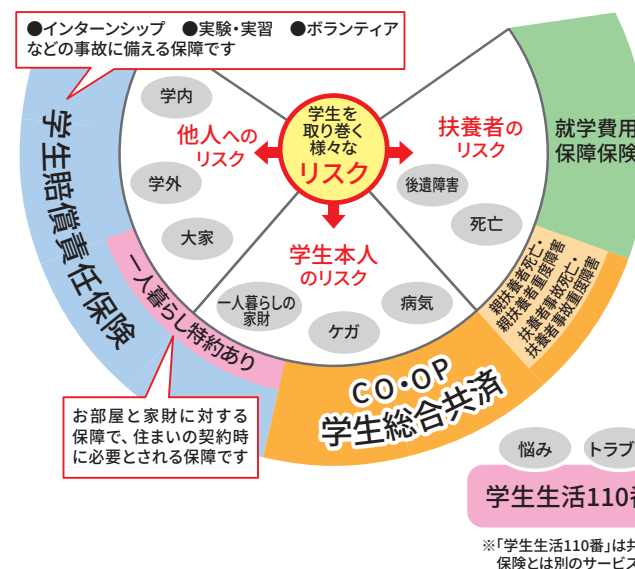 ●インターンシップ ●実験・実習 ●ボランティア
などの事故に備える保障です
学生を
取り巻く
様々な
リスク
他人への
リスク
学内
学外
大家
扶養者の
リスク
後遺障害
死亡
学生本人
のリスク
一人暮らしの
家財
ケガ
病気
学生賠償責任保険
一人暮らし特約あり
就学費用
保障保険
親扶養者死亡・
親扶養者重度障害
扶養者事故死亡・
扶養者事故重度障害
CO・OP
学生総合共済
お部屋と家財に対する
保障で、住まいの契約時
に必要とされる保障です
悩み
トラブ
学生生活110番
※「学生生活110番」は共
保険とは別のサービス